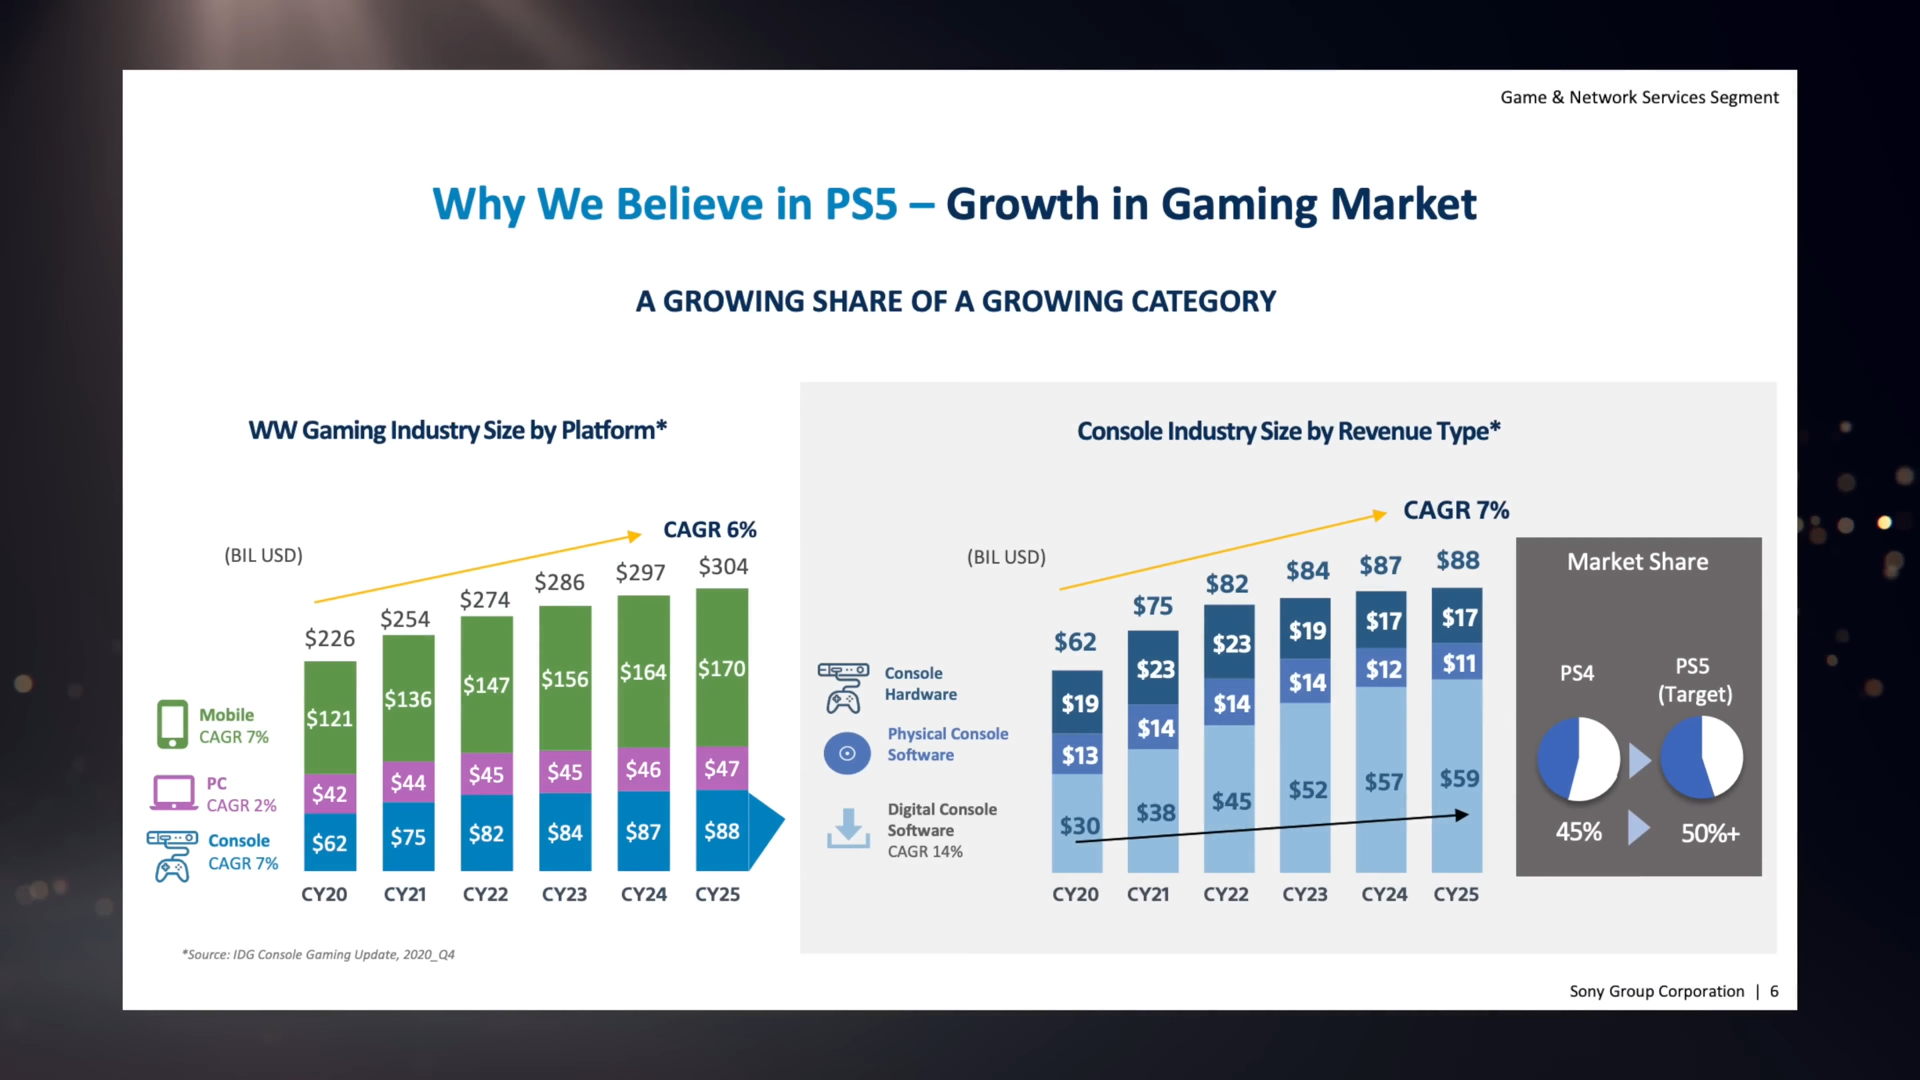 Game & Network Services Segment
Why We Believe in PS5 – Growth in Gaming Market
A GROWING SHARE OF A GROWING CATEGORY
WW Gaming Industry Size by Platform*
(BIL USD)
CAGR 6%
$226
$254
$274
$286
$297
$304
Mobile
CAGR 7%
$121
$136
$147
$156
$164
$170
PC
CAGR 2%
$42
$44
$45
$45
$46
$47
Console
CAGR 7%
$62
$75
$82
$84
$87
$88
CY20
CY21
CY22
CY23
CY24
CY25
*Source: IDG Console Gaming Update, 2020_Q4
Console Industry Size by Revenue Type*
(BIL USD)
CAGR 7%
$62
$75
$82
$84
$87
$88
Console
Hardware
$19
$23
$23
$19
$17
$17
Physical Console
Software
$13
$14
$14
$14
$12
$11
Digital Console
Software
CAGR 14%
$30
$38
$45
$52
$57
$59
CY20
CY21
CY22
CY23
CY24
CY25
Market Share
PS4
PS5
(Target)
45%
50%+
Sony Group Corporation | 6